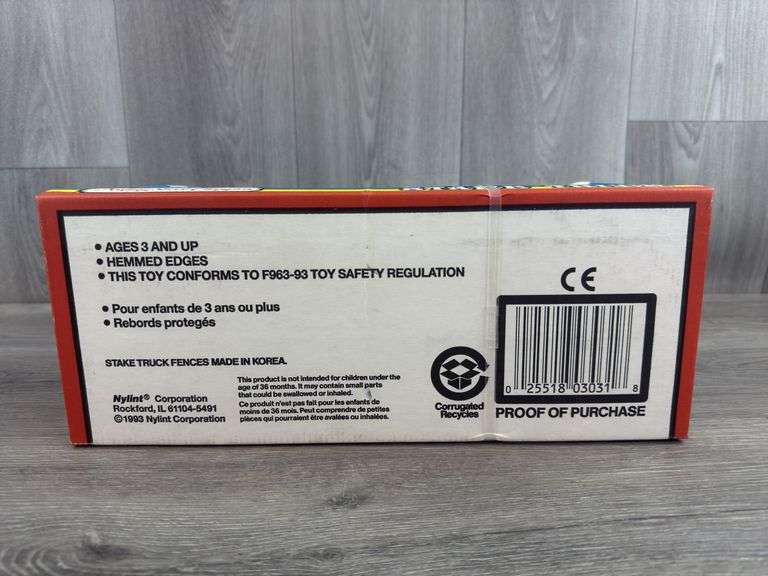 • AGES 3 AND UP
• HEMMED EDGES
• THIS TOY CONFORMS TO F963-93 TOY SAFETY REGULATION
• Pour enfants de 3 ans ou plus
• Rebords protegés
STAKE TRUCK FENCES MADE IN KOREA.
Nylint® Corporation
Rockford, IL 61104-5491
©1993 Nylint Corporation
This product is not intended for children under the
age of 36 months. It may contain small parts
that could be swallowed or inhaled.
Ce produit n'est pas fait pour les enfants de
moins de 36 mois. Peut comprendre de petites
pièces qui pourraient être avalées ou inhalées.
Corrugated
Recycles
CE
0 25518 03031 8
PROOF OF PURCHASE